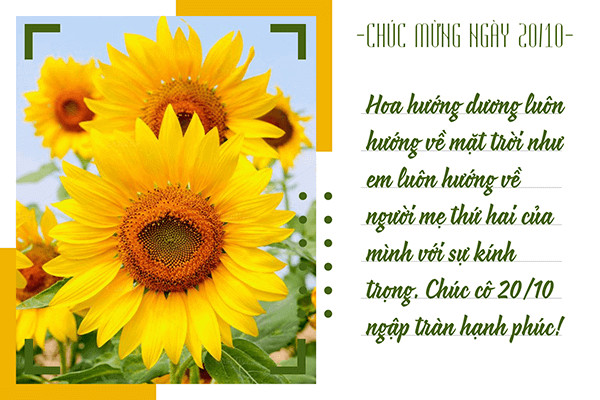 -CHÚC MỪNG NGÀY 20/10-
Hoa hướng dương luôn
hướng về mặt trời như
em luôn hướng về
người mẹ thứ hai của
mình với sự kính
trọng. Chúc cô 20/10
ngập tràn hạnh phúc!